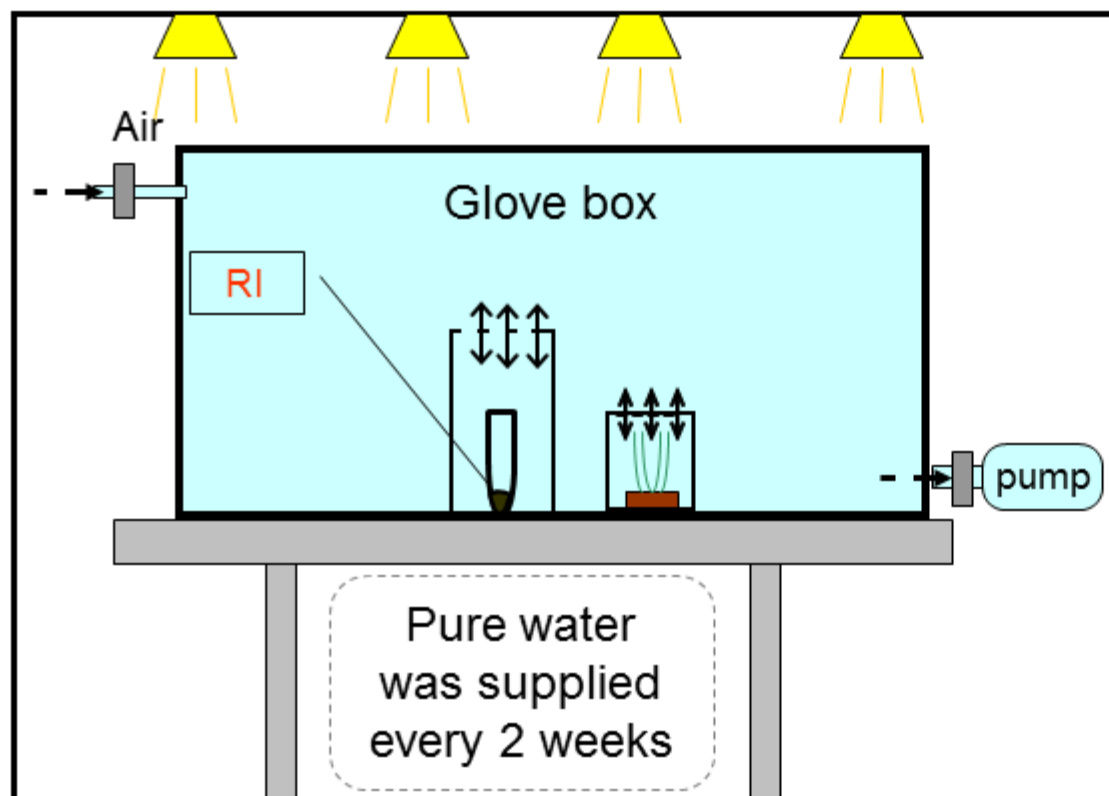 Air
Glove box
RI
pump
Pure water
was supplied
every 2 weeks